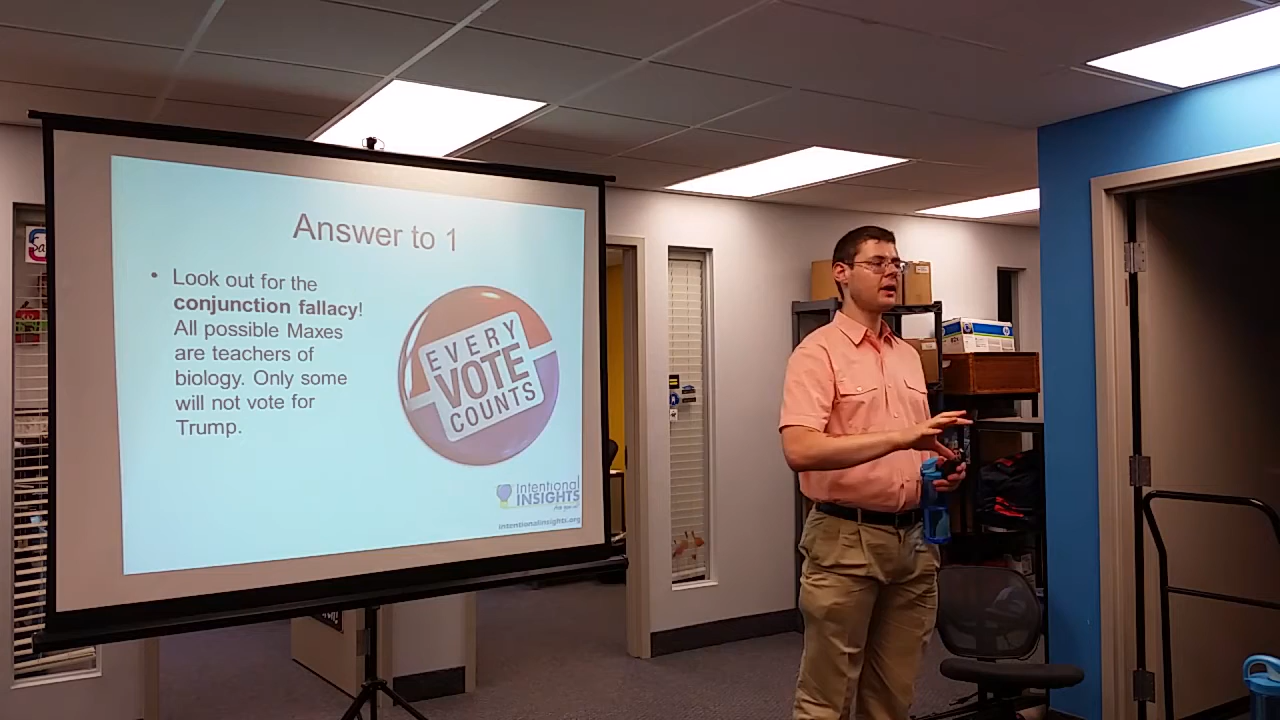 Answer to 1
• Look out for the
conjunction fallacy!
All possible Maxes
are teachers of
biology. Only some
will not vote for
Trump.
EVERY
VOTE
COUNTS
Intentional
INSIGHTS
intentionalinsights.org